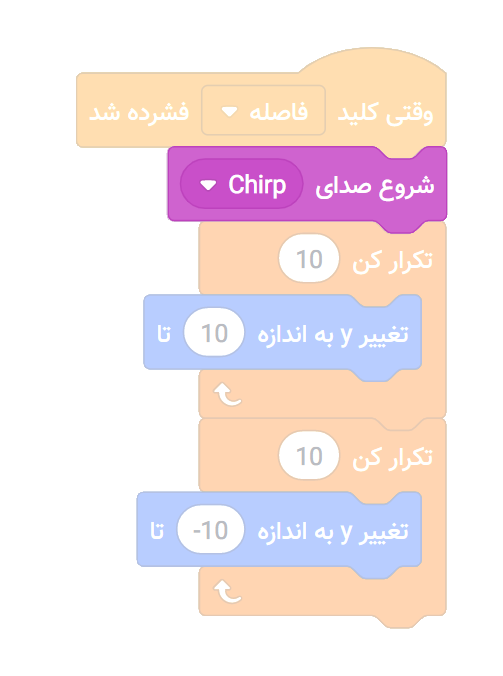 وقتی کلید فاصله فشرده شد
شروع صدای Chirp
تکرار کن 10
تغییر y به اندازه 10 تا
تکرار کن 10
تغییر y به اندازه -10 تا